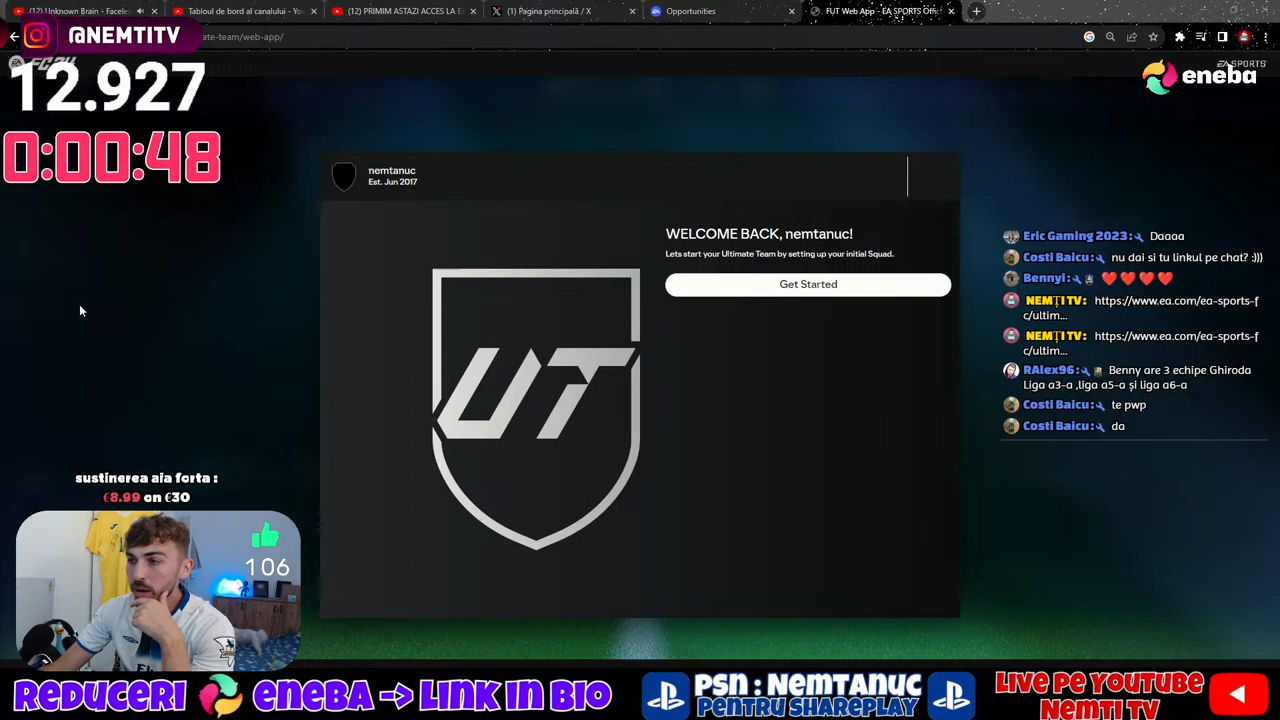 (12) Unknown Brain - Faceles
Tabloul de bord al canalului - Yo
(12) PRIMIM ASTAZI ACCES LA E
(1) Pagina principală / X
Opportunities
FUT Web App - EA SPORTS Offi
@NEMTITV
ate-team/web-app/
12.927
0:00:48
EA SPORTS
eneba
nemtanuc
Est. Jun 2017
WELCOME BACK, nemtanuc!
Lets start your Ultimate Team by setting up your initial Squad.
Get Started
UT
Eric Gaming 2023: Daaaa
Costi Baicu: nu dai si tu linkul pe chat? :)))
Bennyi: ❤️❤️❤️❤️
NEMȚI TV: https://www.ea.com/ea-sports-f
c/ultim...
NEMȚI TV: https://www.ea.com/ea-sports-f
c/ultim...
RAlex96: Benny are 3 echipe Ghiroda
Liga a3-a ,liga a5-a și liga a6-a
Costi Baicu: te pwp
Costi Baicu: da
sustinerea aia forta :
€8.99 on €30
106
REDUCERI eneba -> LINK IN BIO
PSN : Nemtanuc
PENTRU SHAREPLAY
LIVE PE YOUTUBE
NEMTI TV